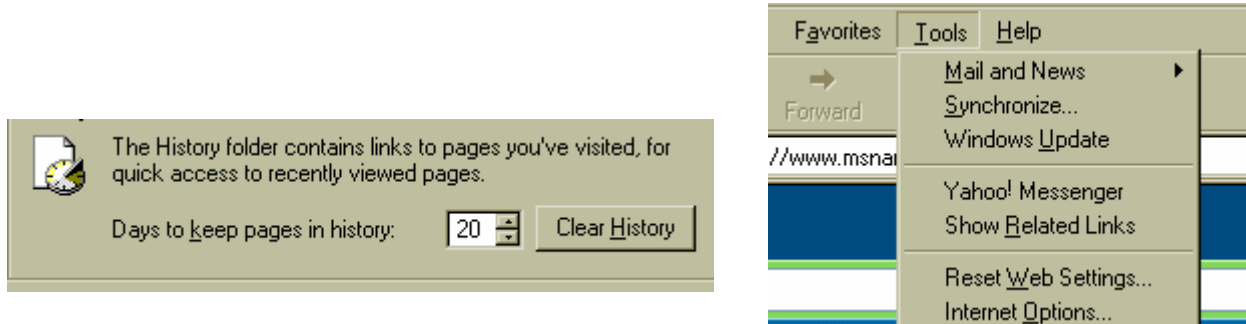 The History folder contains links to pages you've visited, for
quick access to recently viewed pages.
Days to keep pages in history: 20 Clear History
Favorites Tools Help
Mail and News
Forward
Synchronize...
Windows Update
//www.msnar
Yahoo! Messenger
Show Related Links
Reset Web Settings...
Internet Options...